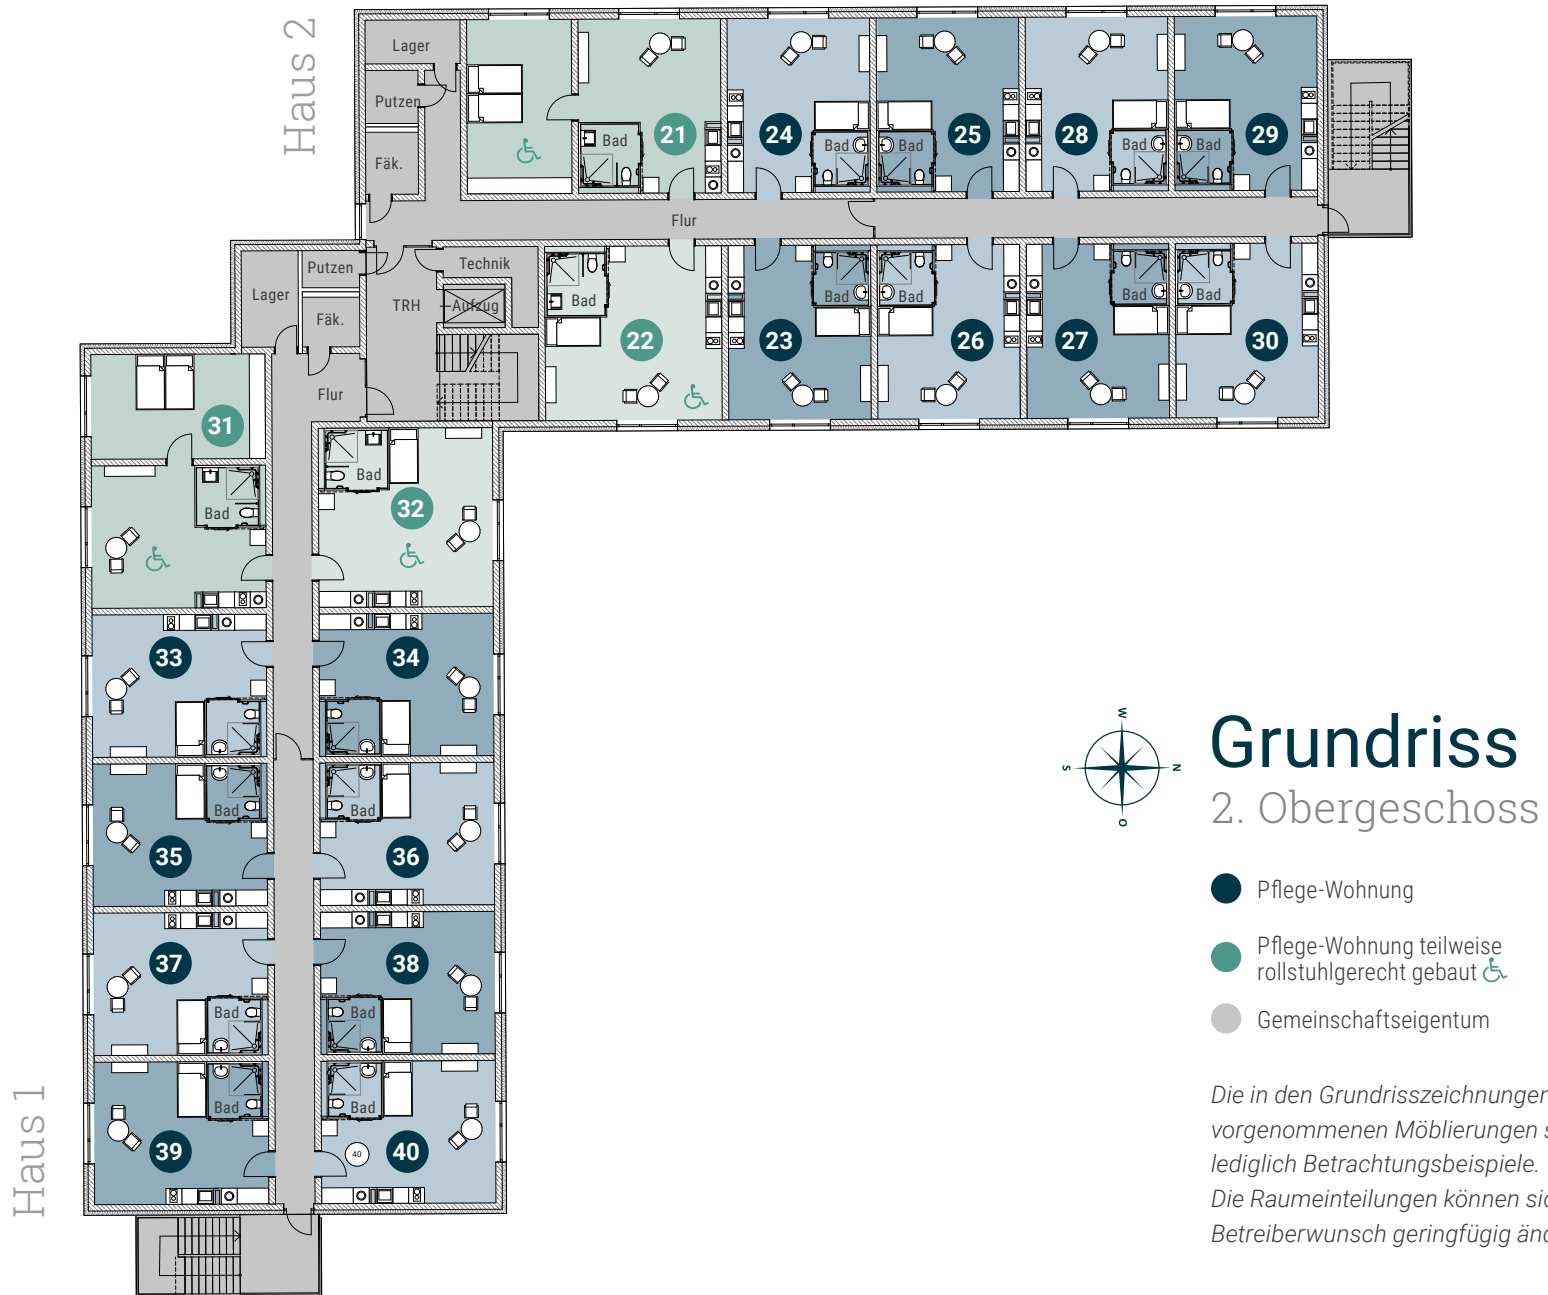 Haus 2
Lager
Putzen
Fäk.
Bad
21
24
Bad
25
Bad
28
Bad
29
Bad
Flur
Putzen
Lager
Fäk.
TRH
Technik
Aufzug
Bad
22
23
Bad
26
Bad
27
Bad
30
Bad
Flur
31
Bad
32
Bad
33
34
35
Bad
36
Bad
37
Bad
38
Bad
39
Bad
40
Bad
40
Haus 1
W
S
N
O
Grundriss
2. Obergeschoss
Pflege-Wohnung
Pflege-Wohnung teilweise
rollstuhlgerecht gebaut
Gemeinschaftseigentum
Die in den Grundrisszeichnungen
vorgenommenen Möblierungen s
lediglich Betrachtungsbeispiele.
Die Raumeinteilungen können sic
Betreiberwunsch geringfügig änd